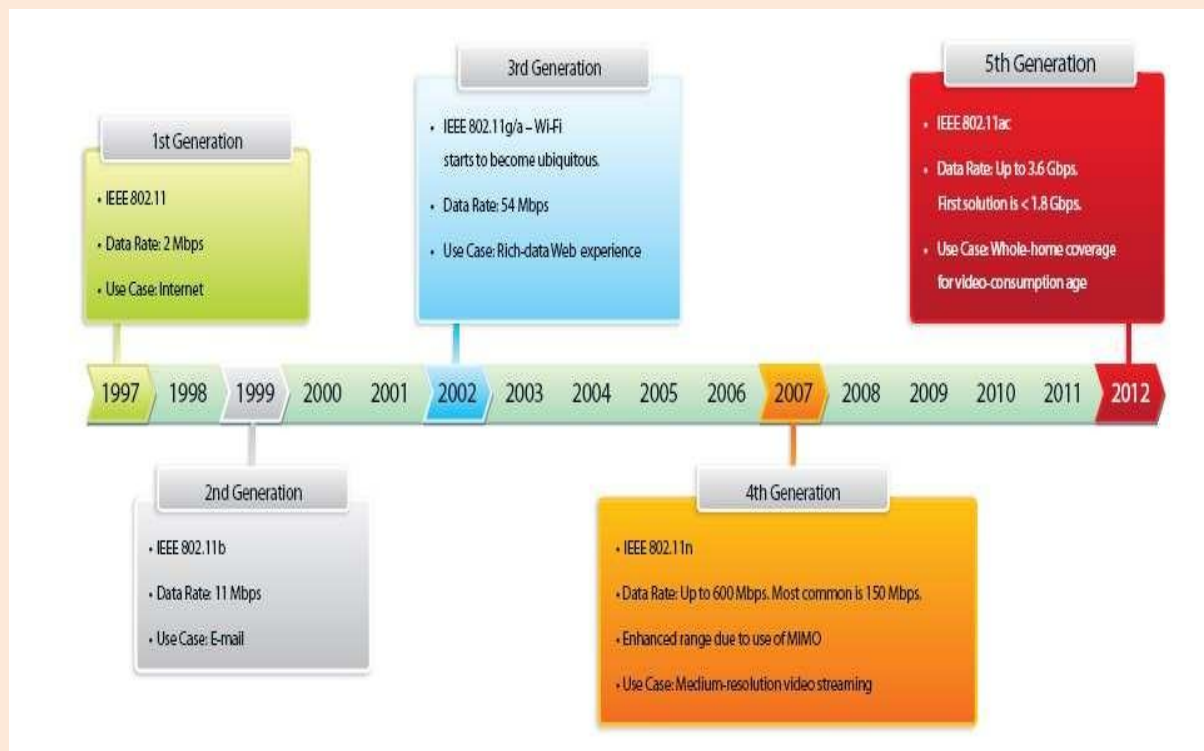 1st Generation
• IEEE 802.11
• Data Rate: 2 Mbps
• Use Case: Internet
3rd Generation
• IEEE 802.11g/a – Wi-Fi
starts to become ubiquitous.
• Data Rate: 54 Mbps
• Use Case: Rich-data Web experience
5th Generation
• IEEE 802.11ac
• Data Rate: Up to 3.6 Gbps.
First solution is < 1.8 Gbps.
• Use Case: Whole-home coverage
for video-consumption age
1997 1998 1999 2000 2001 2002 2003 2004 2005 2006 2007 2008 2009 2010 2011 2012
2nd Generation
• IEEE 802.11b
• Data Rate: 11 Mbps
• Use Case: E-mail
4th Generation
• IEEE 802.11n
• Data Rate: Up to 600 Mbps. Most common is 150 Mbps.
• Enhanced range due to use of MIMO
• Use Case: Medium-resolution video streaming